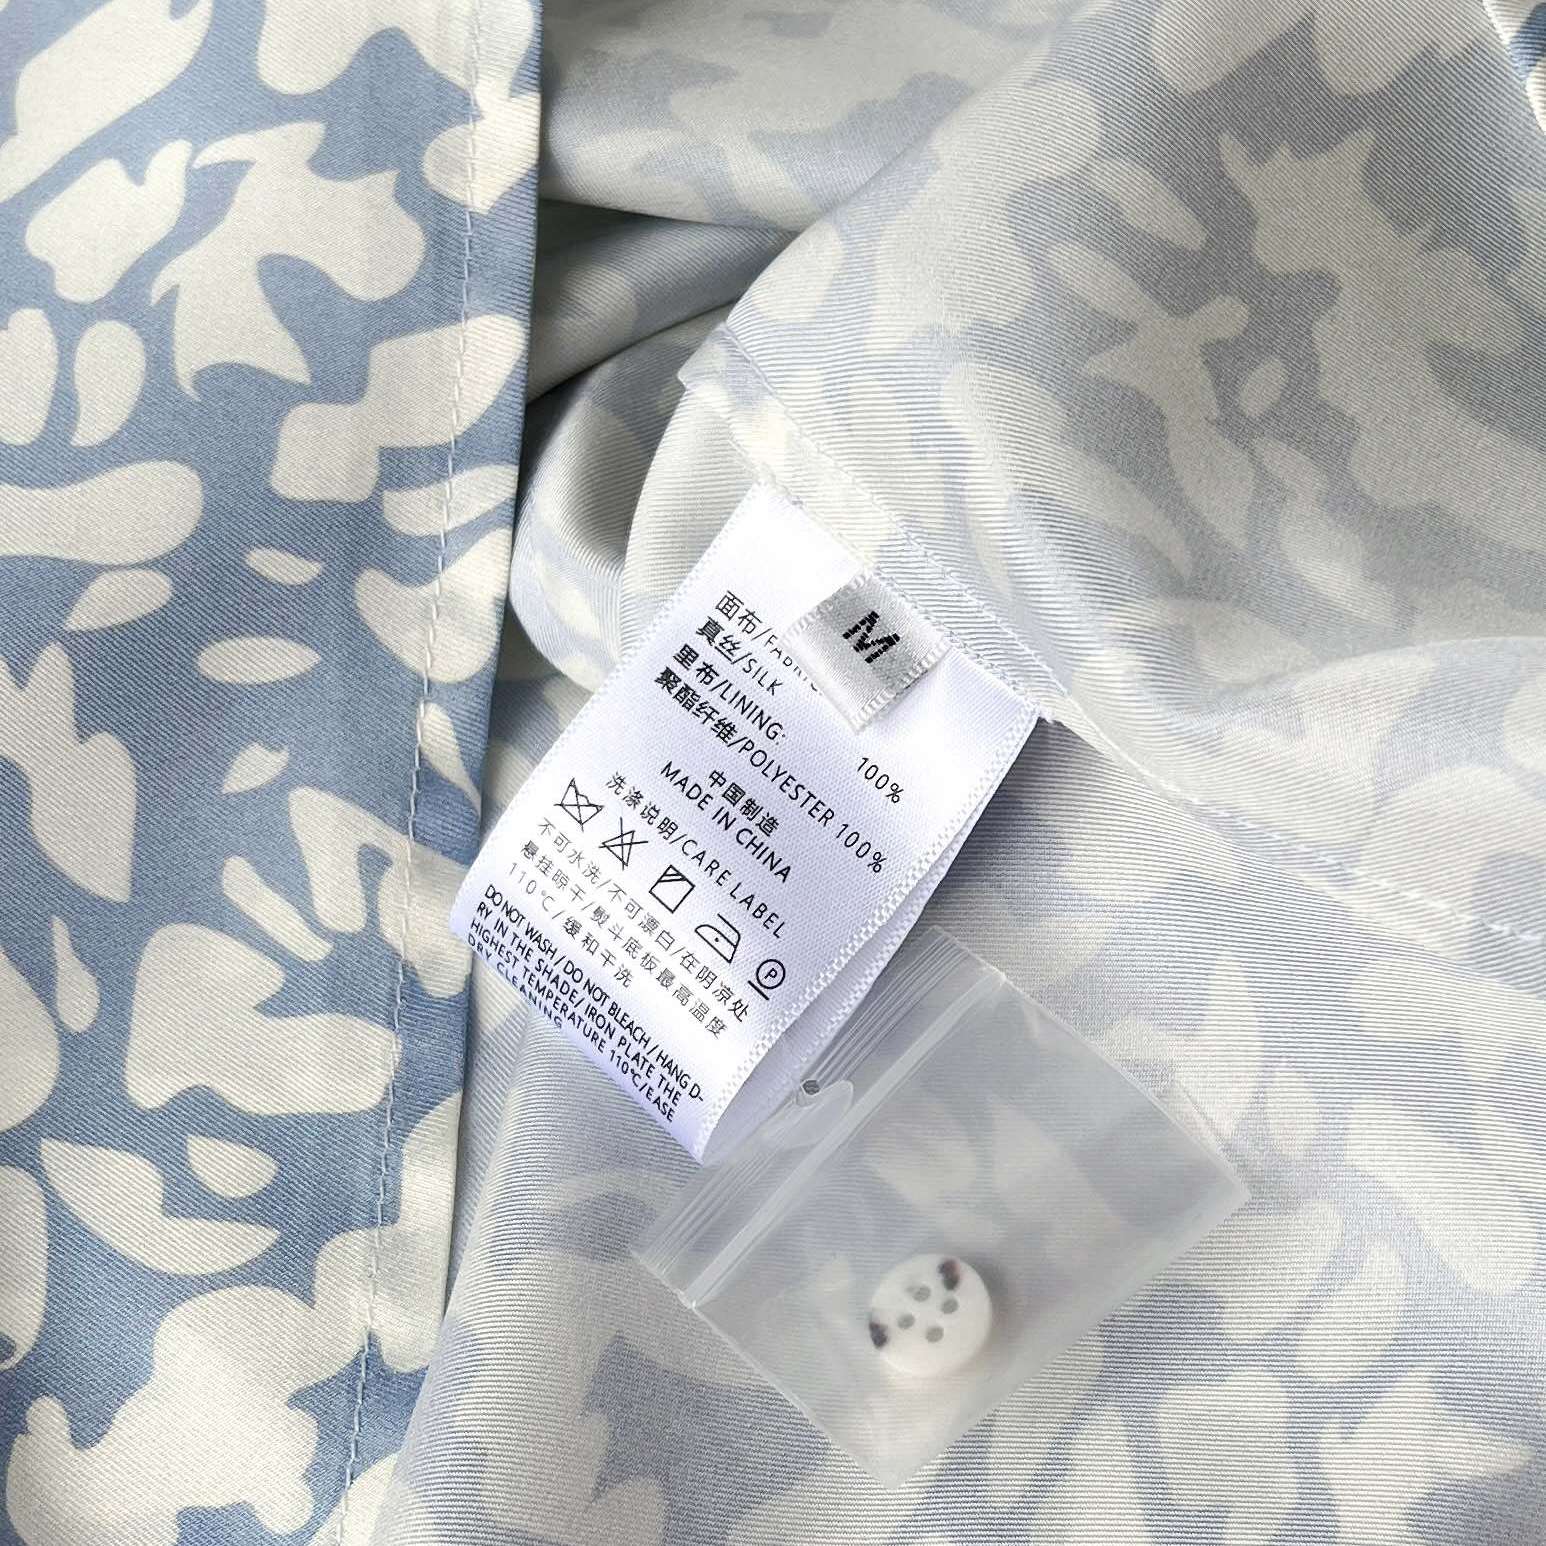 M
面布/FABRIC
真丝/SILK 100%
里布/LINING:
聚酯纤维/POLYESTER 100%
中国制造
MADE IN CHINA
洗涤说明/CARE LABEL
P
不可水洗/不可漂白/在阴凉处
悬挂晾干/熨斗底板最高温度
110℃/缓和干洗
DO NOT WASH/DO NOT BLEACH/HANG D-
RY IN THE SHADE/IRON PLATE THE
HIGHEST TEMPERATURE 110℃/EASE
DRY CLEANING